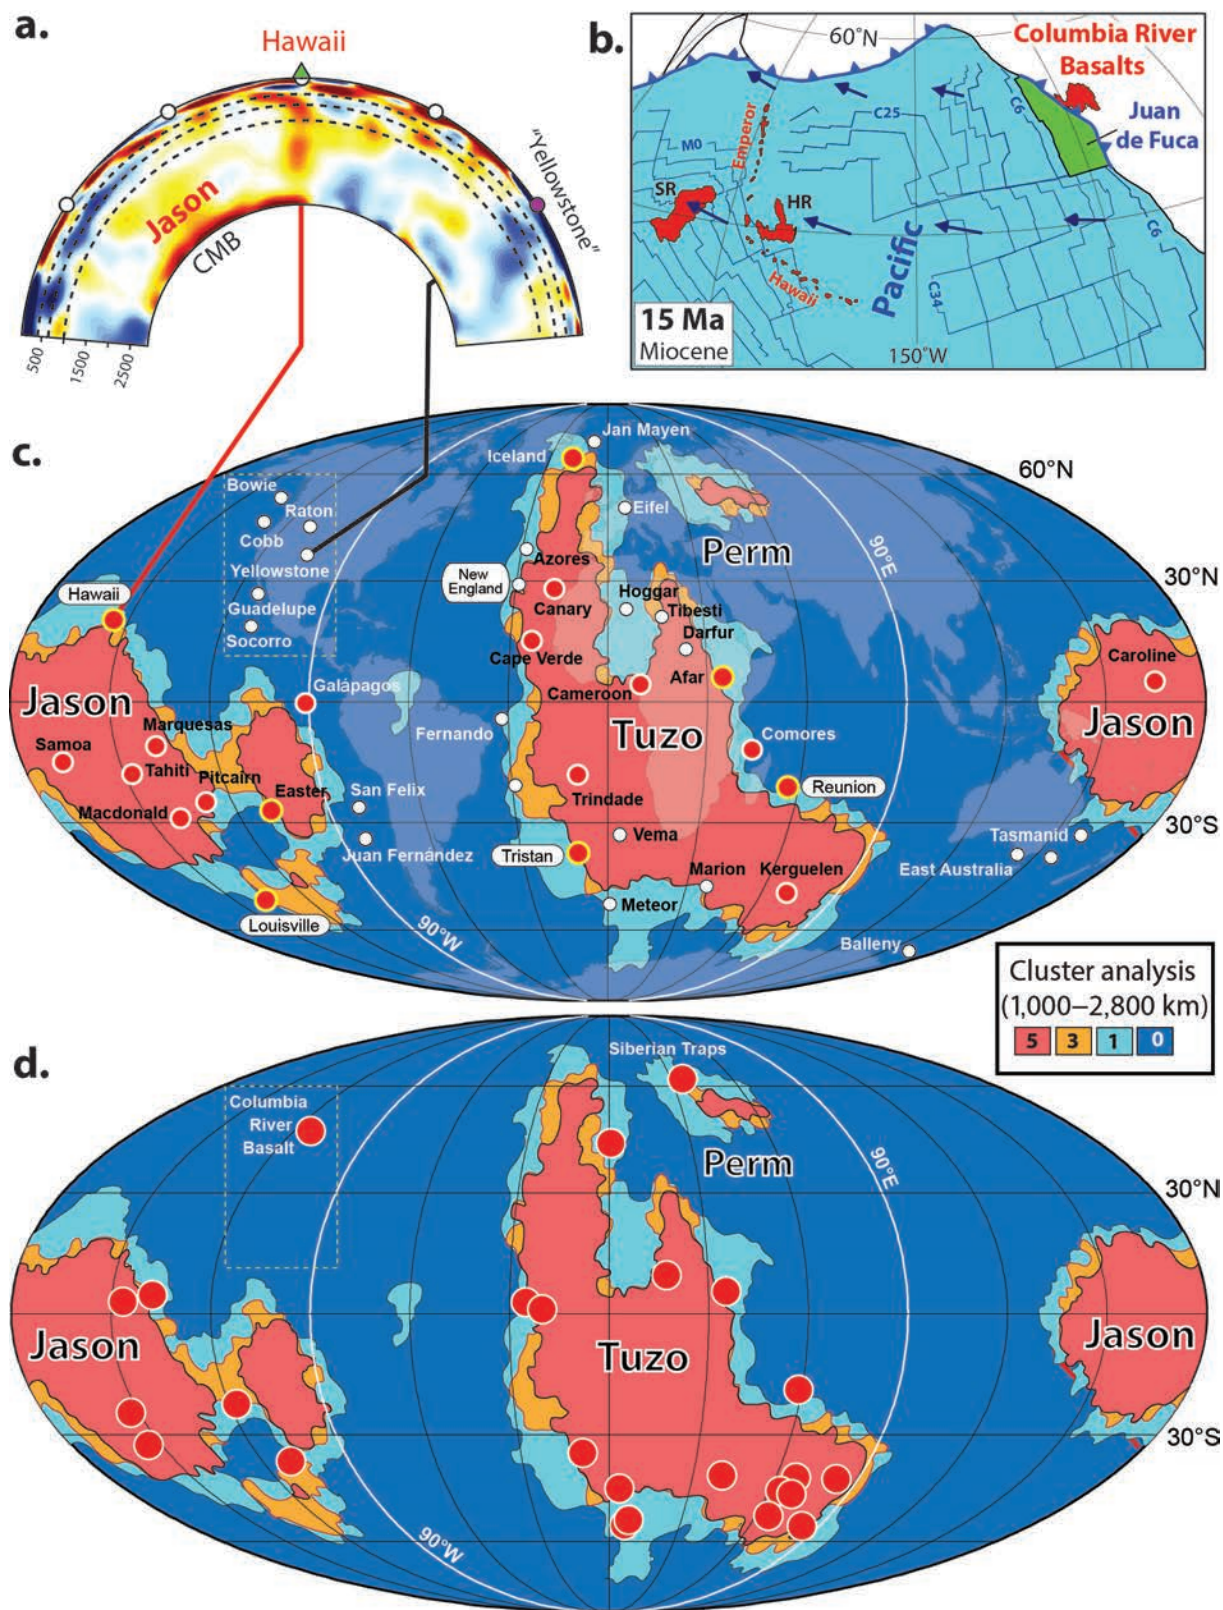 a.
Hawaii
"Yellowstone"
Jason
CMB
500
1500
2500
b.
60°N
Columbia River
Basalts
Juan
de Fuca
C6
C25
M0
Emperor
SR
HR
Pacific
Hawaii
C34
C6
15 Ma
Miocene
150°W
c.
Jan Mayen
Iceland
60°N
Bowie
Raton
Cobb
Yellowstone
Guadelupe
Socorro
Eifel
Perm
90°E
Azores
New
England
Canary
Hoggar
Tibesti
Darfur
30°N
Hawaii
Cape Verde
Cameroon
Afar
Caroline
Jason
Galápagos
Marquesas
Samoa
Tahiti
Pitcairn
Macdonald
Easter
Fernando
Tuzo
Comores
Jason
San Felix
Trindade
Reunion
30°S
Juan Fernández
Tristan
Vema
Tasmanid
East Australia
Marion
Kerguelen
Louisville
Meteor
90°W
Balleny
Cluster analysis
(1,000–2,800 km)
5 3 1 0
d.
Siberian Traps
Columbia
River
Basalt
Perm
90°E
30°N
Jason
Tuzo
Jason
30°S
90°W